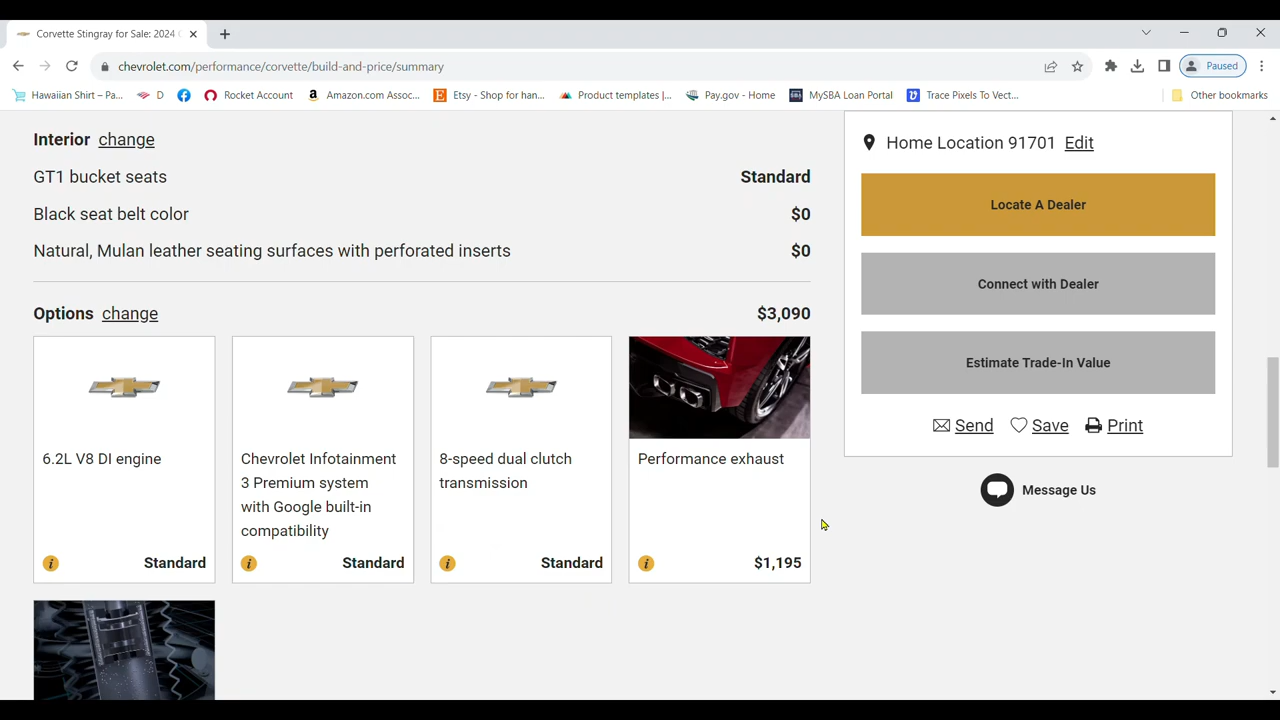 Corvette Stingray for Sale: 2024
chevrolet.com/performance/corvette/build-and-price/summary
Paused
Hawaiian Shirt – Pa...
D
Rocket Account
Amazon.com Assoc...
Etsy - Shop for han...
Product templates |...
Pay.gov - Home
MySBA Loan Portal
Trace Pixels To Vect...
Other bookmarks
Interior change
GT1 bucket seats Standard
Black seat belt color $0
Natural, Mulan leather seating surfaces with perforated inserts $0
Options change $3,090
6.2L V8 DI engine
Standard
Chevrolet Infotainment
3 Premium system
with Google built-in
compatibility
Standard
8-speed dual clutch
transmission
Standard
Performance exhaust
$1,195
Home Location 91701 Edit
Locate A Dealer
Connect with Dealer
Estimate Trade-In Value
Send Save Print
Message Us